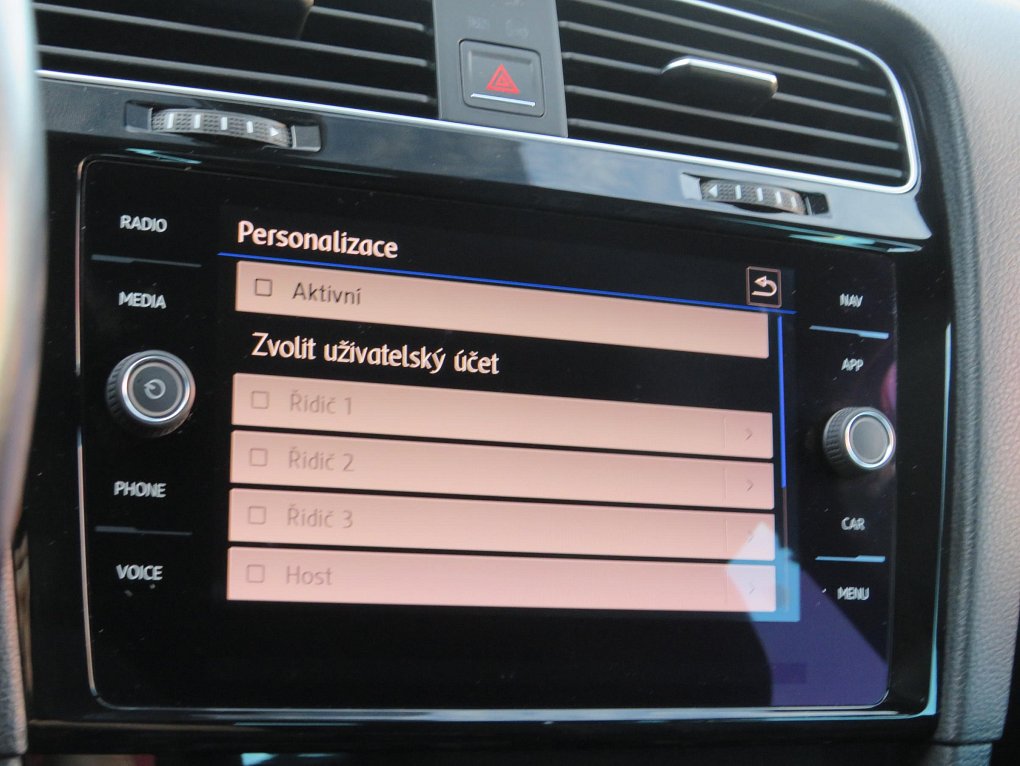 RADIO
MEDIA
PHONE
VOICE
Personalizace
Aktivní
Zvolit uživatelský účet
Řidič 1
Řidič 2
Řidič 3
Host
NAV
APP
CAR
MENU